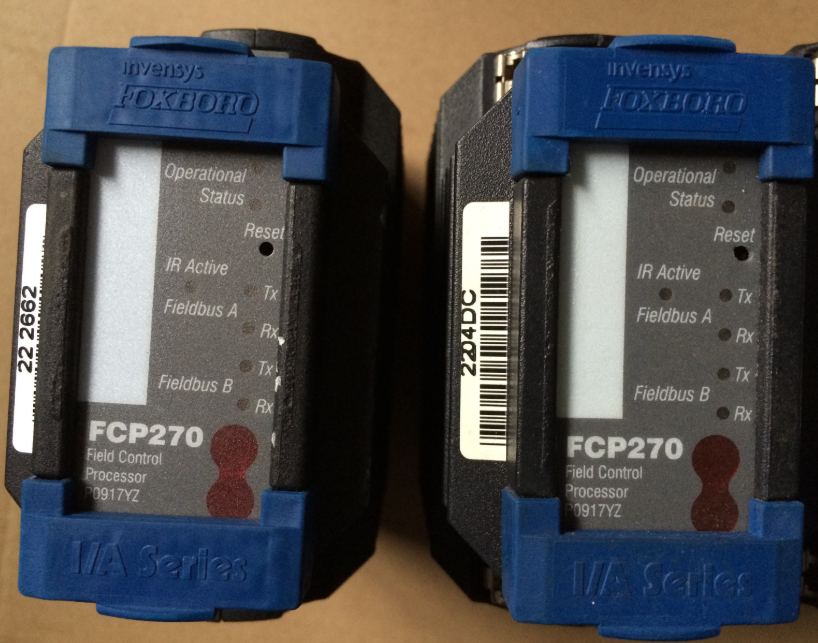 invensys
FOXBORO
Operational
Status
Reset
IR Active
Tx
Fieldbus A
Rx
Tx
Fieldbus B
Rx
FCP270
Field Control
Processor
P0917YZ
I/A Series
22 2662
invensys
FOXBORO
Operational
Status
Reset
IR Active
Tx
Fieldbus A
Rx
Tx
Fieldbus B
Rx
FCP270
Field Control
Processor
P0917YZ
I/A Series
2204DC